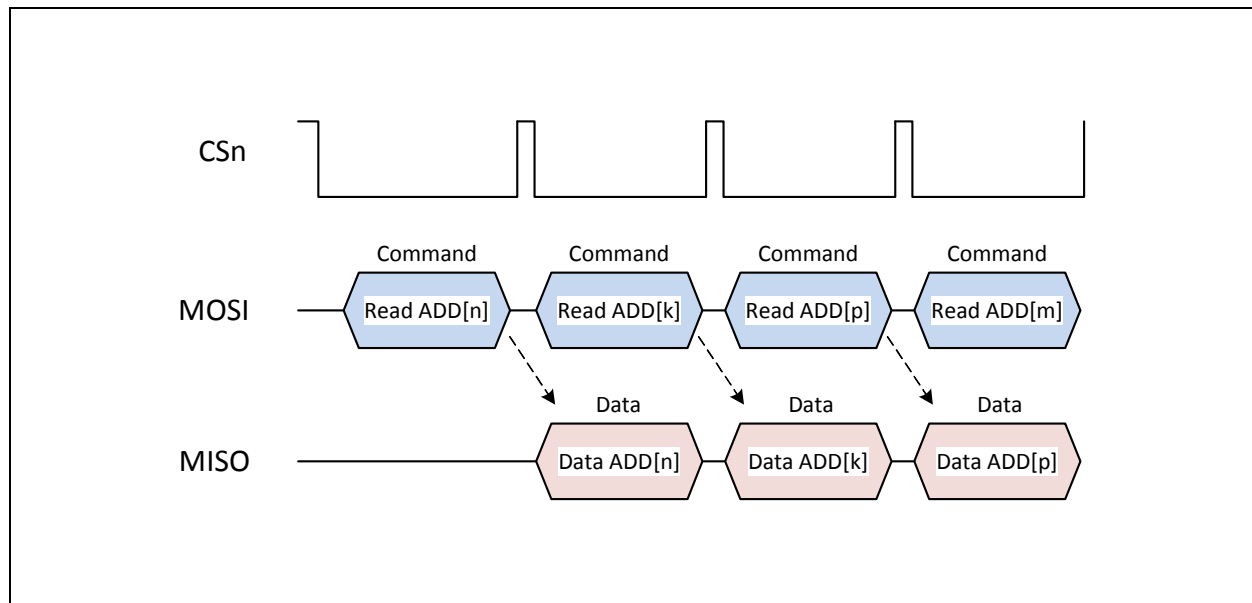 CSn
Command Command Command Command
MOSI Read ADD[n] Read ADD[k] Read ADD[p] Read ADD[m]
Data Data Data
MISO Data ADD[n] Data ADD[k] Data ADD[p]